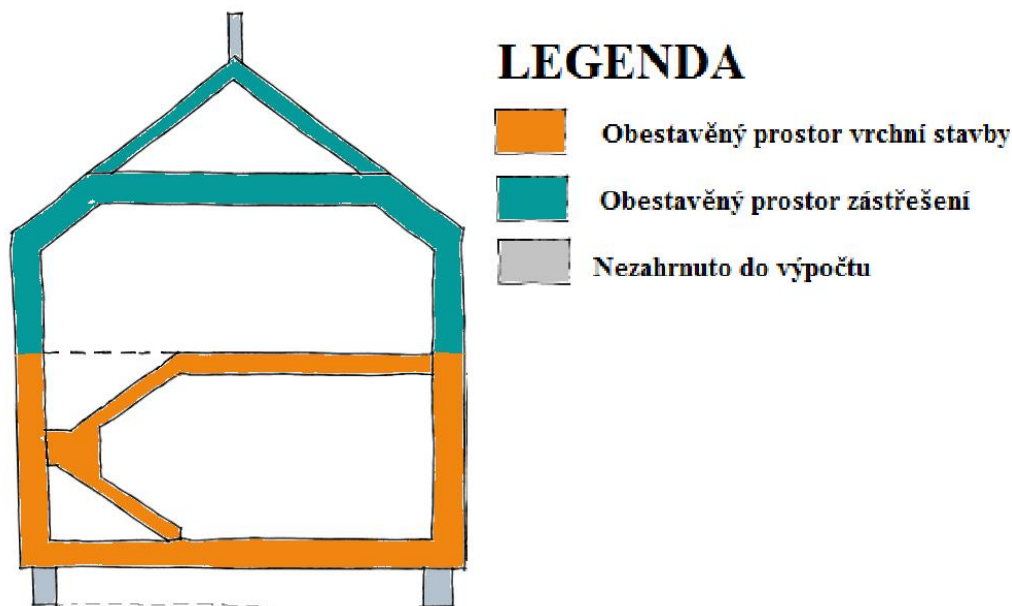 LEGENDA
Obestavěný prostor vrchní stavby
Obestavěný prostor zástřešení
Nezahrnuto do výpočtu